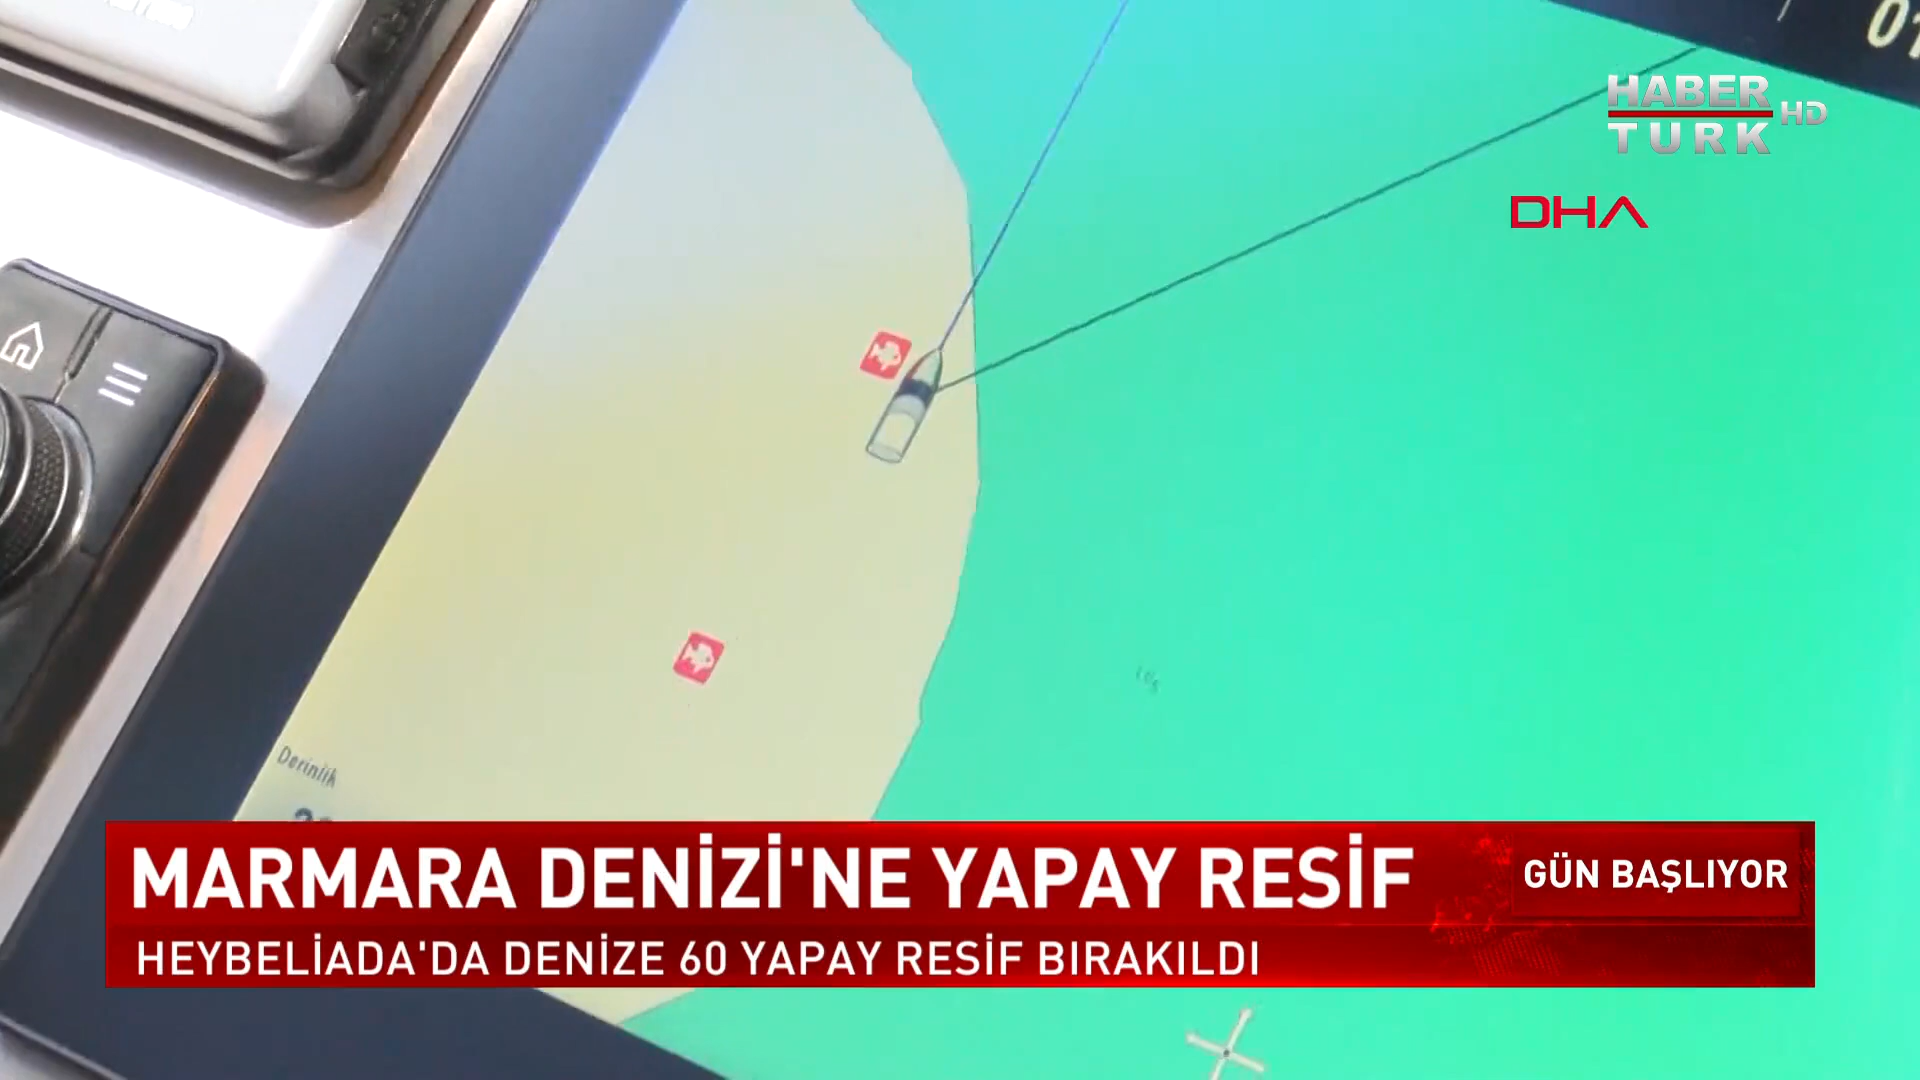 HABER
TURK HD
DHA
Derinlik
MARMARA DENİZİ'NE YAPAY RESİF
GÜN BAŞLIYOR
HEYBELİADA'DA DENİZE 60 YAPAY RESİF BIRAKILDI